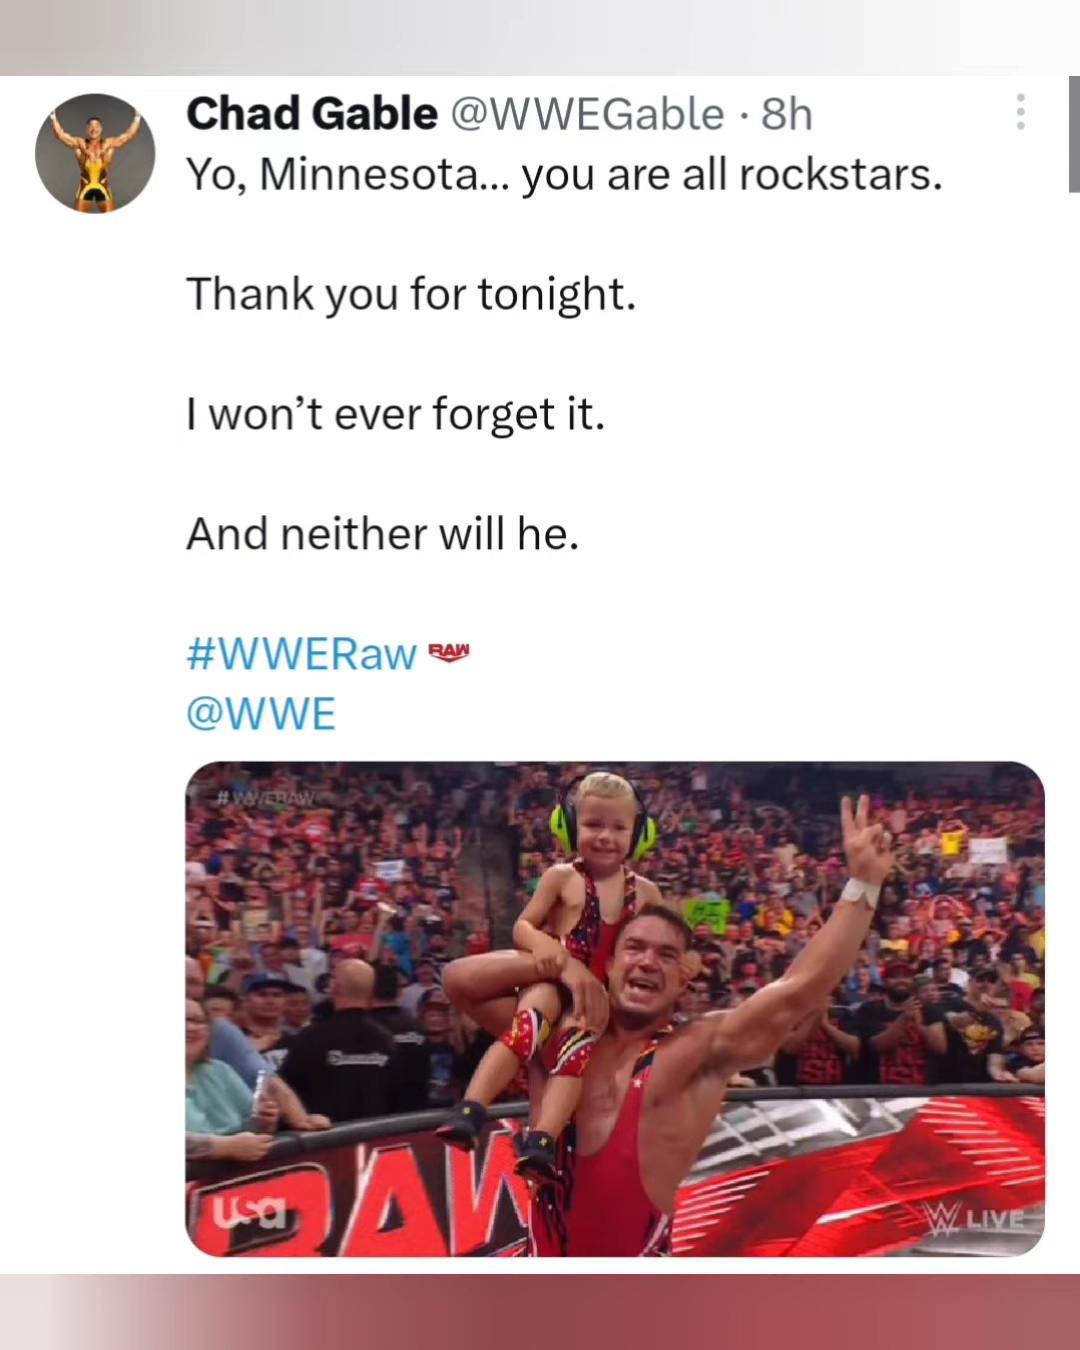 Chad Gable @WWEGable · 8h
Yo, Minnesota... you are all rockstars.
Thank you for tonight.
I won’t ever forget it.
And neither will he.
#WWERaw RAW
@WWE
#WWERAW
RAW
usa
W LIVE